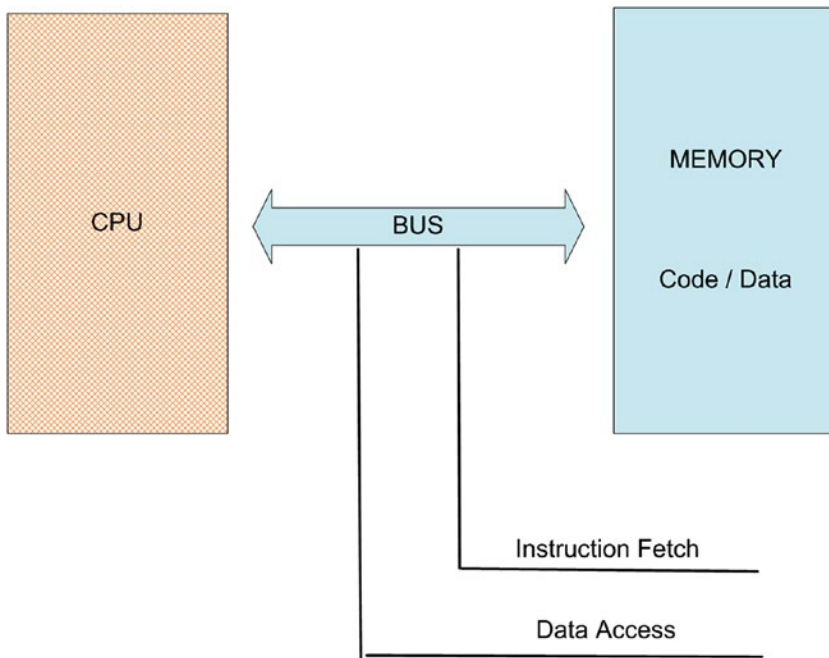 CPU
BUS
MEMORY
Code / Data
Instruction Fetch
Data Access